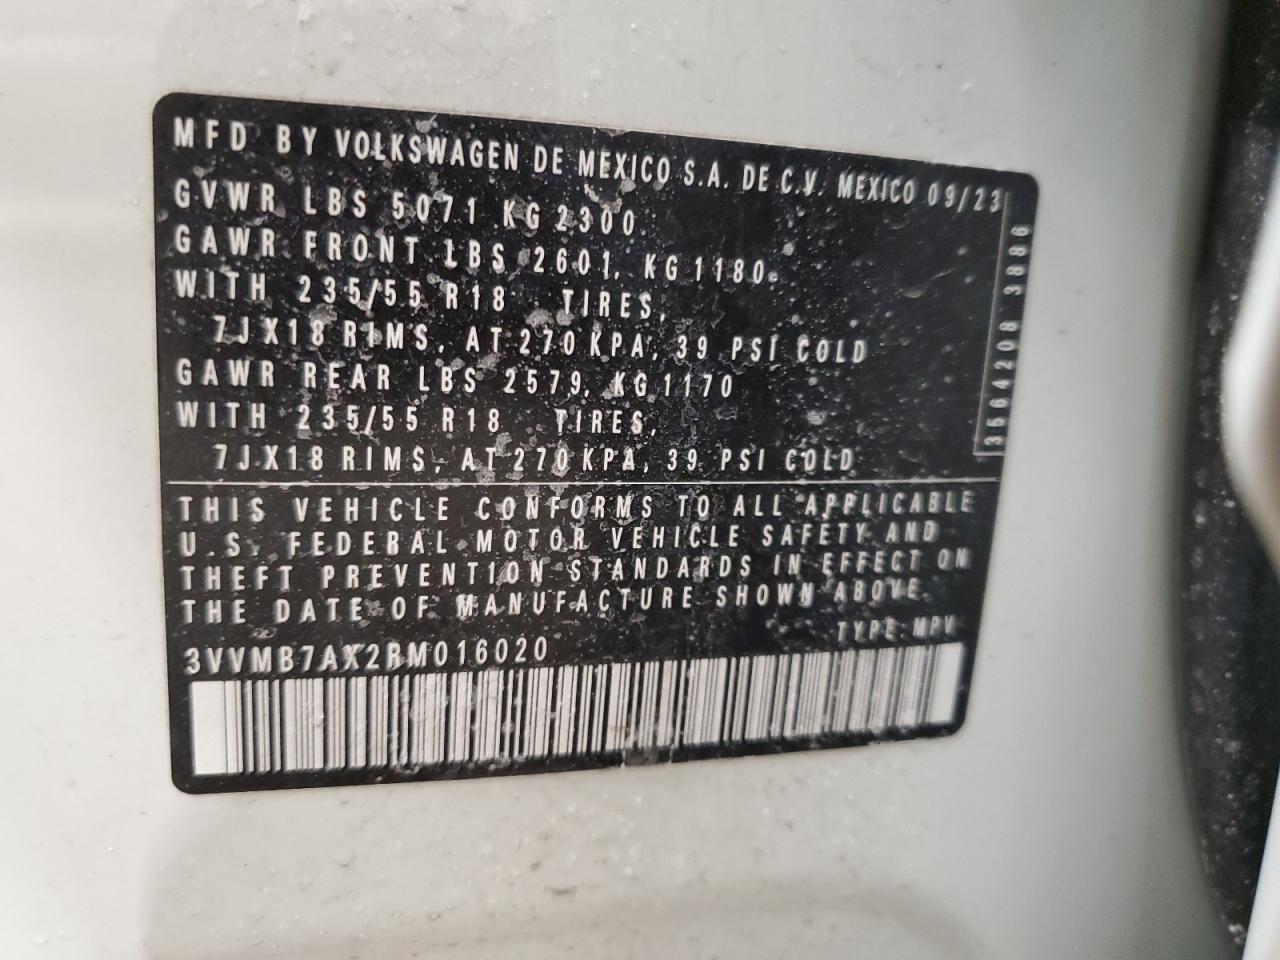 MFD BY VOLKSWAGEN DE MEXICO S.A. DE C.V. MEXICO 09/23
GVWR LBS 5071 KG 2300
GAWR FRONT LBS 2601, KG 1180
WITH 235/55 R18 TIRES,
7JX18 RIMS, AT 270 KPA, 39 PSI COLD
GAWR REAR LBS 2579, KG 1170
WITH 235/55 R18 TIRES,
7JX18 RIMS, AT 270 KPA, 39 PSI COLD
3564208 3886
THIS VEHICLE CONFORMS TO ALL APPLICABLE
U.S. FEDERAL MOTOR VEHICLE SAFETY AND
THEFT PREVENTION STANDARDS IN EFFECT ON
THE DATE OF MANUFACTURE SHOWN ABOVE.
TYPE: MPV
3VVMB7AX2RM016020